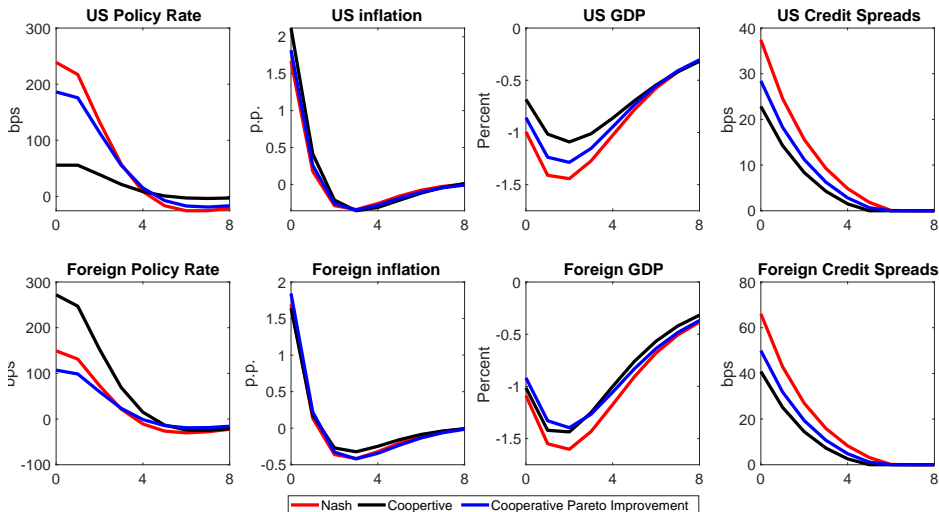 US Policy Rate
US inflation
US GDP
US Credit Spreads
bps
300
200
100
0
0 4 8
p.p.
2
1
0
0 4 8
Percent
0
-0.5
-1
-1.5
0 4 8
bps
40
30
20
10
0
0 4 8
Foreign Policy Rate
Foreign inflation
Foreign GDP
Foreign Credit Spreads
bps
300
200
100
0
-100
0 4 8
p.p.
2
1.5
1
0.5
0
-0.5
0 4 8
Percent
0
-0.5
-1
-1.5
0 4 8
bps
80
60
40
20
0
0 4 8
Nash Coopertive Cooperative Pareto Improvement